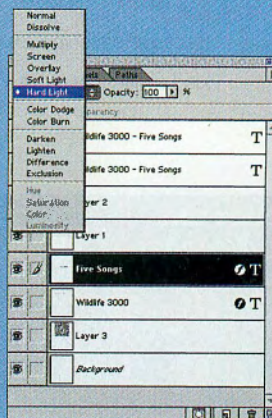 Normal
Dissolve
Multiply
Screen
Overlay
Soft Light
Hard Light
Color Dodge
Color Burn
Darken
Lighten
Difference
Exclusion
Hue
Saturation
Color
Luminosity
Paths
Opacity: 100 %
Wildlife 3000 - Five Songs T
Wildlife 3000 - Five Songs T
Layer 2
Layer 1
Five Songs T
Wildlife 3000 T
Layer 3
Background